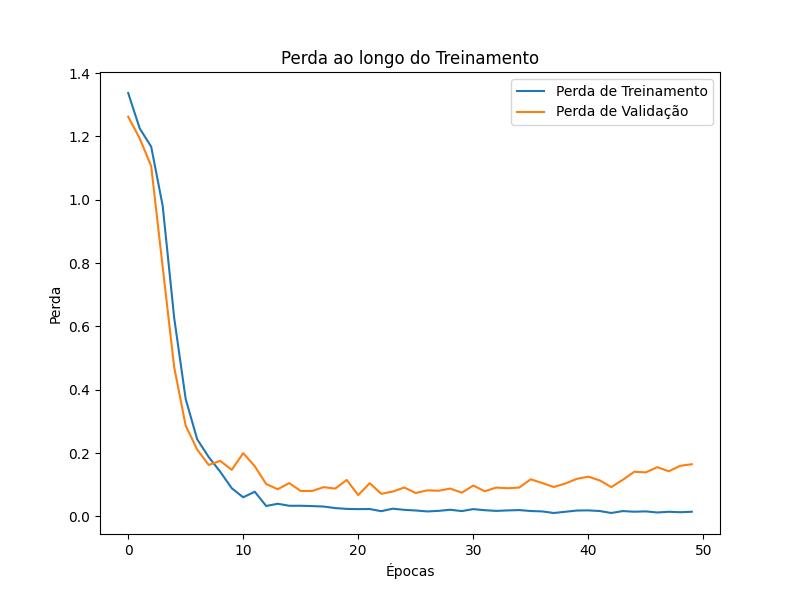 Perda ao longo do Treinamento
Perda de Treinamento
Perda de Validação
1.4
1.2
1.0
0.8
0.6
0.4
0.2
0.0
Perda
0 10 20 30 40 50
Épocas